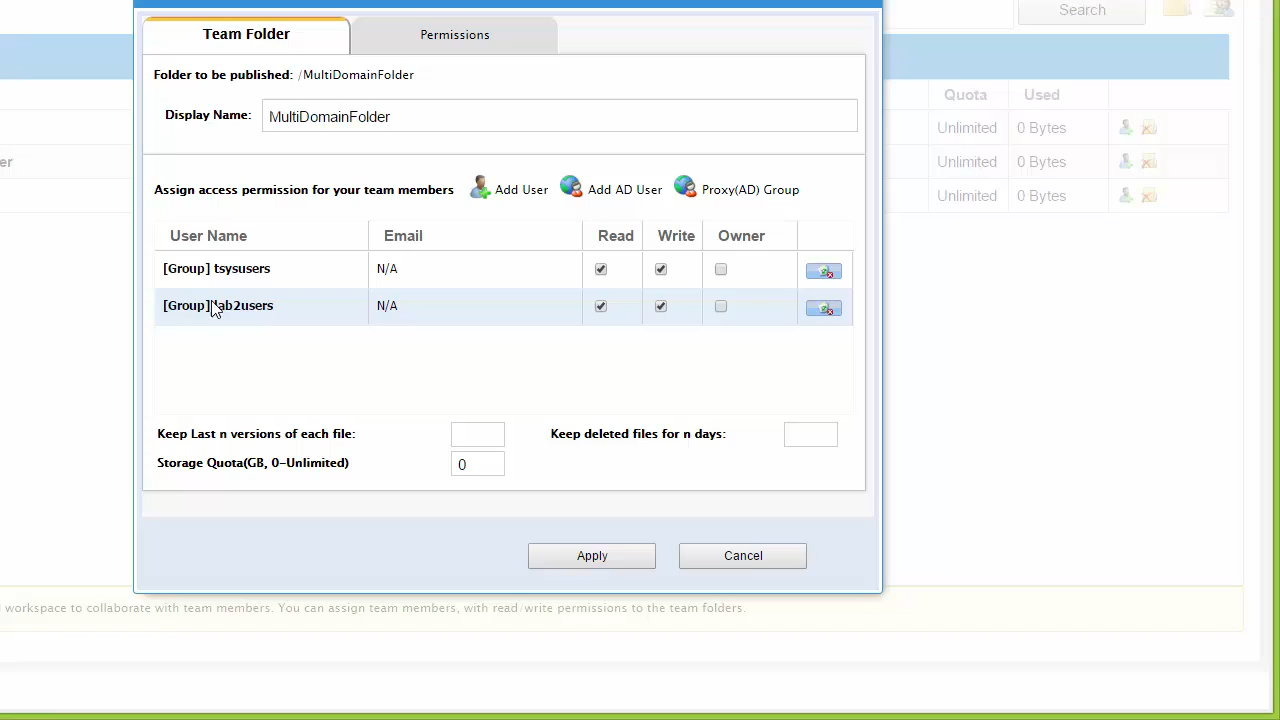 Team Folder
Permissions
Search
Folder to be published: /MultiDomainFolder
Display Name: MultiDomainFolder
Quota Used
Unlimited 0 Bytes
er Unlimited 0 Bytes
Unlimited 0 Bytes
Assign access permission for your team members Add User Add AD User Proxy(AD) Group
User Name Email Read Write Owner
[Group] tsysusers N/A
[Group] lab2users N/A
Keep Last n versions of each file: Keep deleted files for n days:
Storage Quota(GB, 0-Unlimited) 0
Apply Cancel
workspace to collaborate with team members. You can assign team members, with read/write permissions to the team folders.